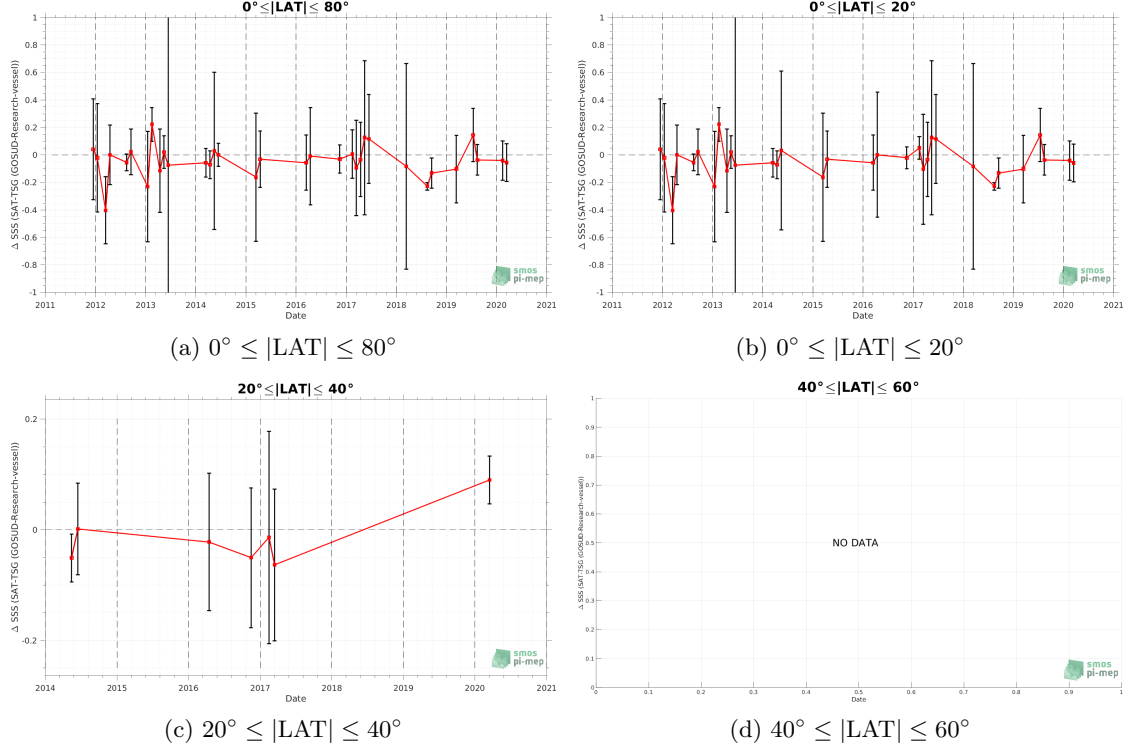 0°≤|LAT|≤ 80°
Δ SSS (SAT-TSG (GOSUD-Research-vessel))
1
0.8
0.6
0.4
0.2
0
-0.2
-0.4
-0.6
-0.8
-1
2011 2012 2013 2014 2015 2016 2017 2018 2019 2020 2021
Date
smos
pi-mep
(a) 0° ≤ |LAT| ≤ 80°
0°≤|LAT|≤ 20°
Δ SSS (SAT-TSG (GOSUD-Research-vessel))
1
0.8
0.6
0.4
0.2
0
-0.2
-0.4
-0.6
-0.8
-1
2011 2012 2013 2014 2015 2016 2017 2018 2019 2020 2021
Date
smos
pi-mep
(b) 0° ≤ |LAT| ≤ 20°
20°≤|LAT|≤ 40°
Δ SSS (SAT-TSG (GOSUD-Research-vessel))
0.2
0
-0.2
2014 2015 2016 2017 2018 2019 2020 2021
Date
smos
pi-mep
(c) 20° ≤ |LAT| ≤ 40°
40°≤|LAT|≤ 60°
Δ SSS (SAT-TSG (GOSUD-Research-vessel))
1
0.9
0.8
0.7
0.6
0.5
0.4
0.3
0.2
0.1
0
NO DATA
0 0.1 0.2 0.3 0.4 0.5 0.6 0.7 0.8 0.9 1
Date
smos
pi-mep
(d) 40° ≤ |LAT| ≤ 60°